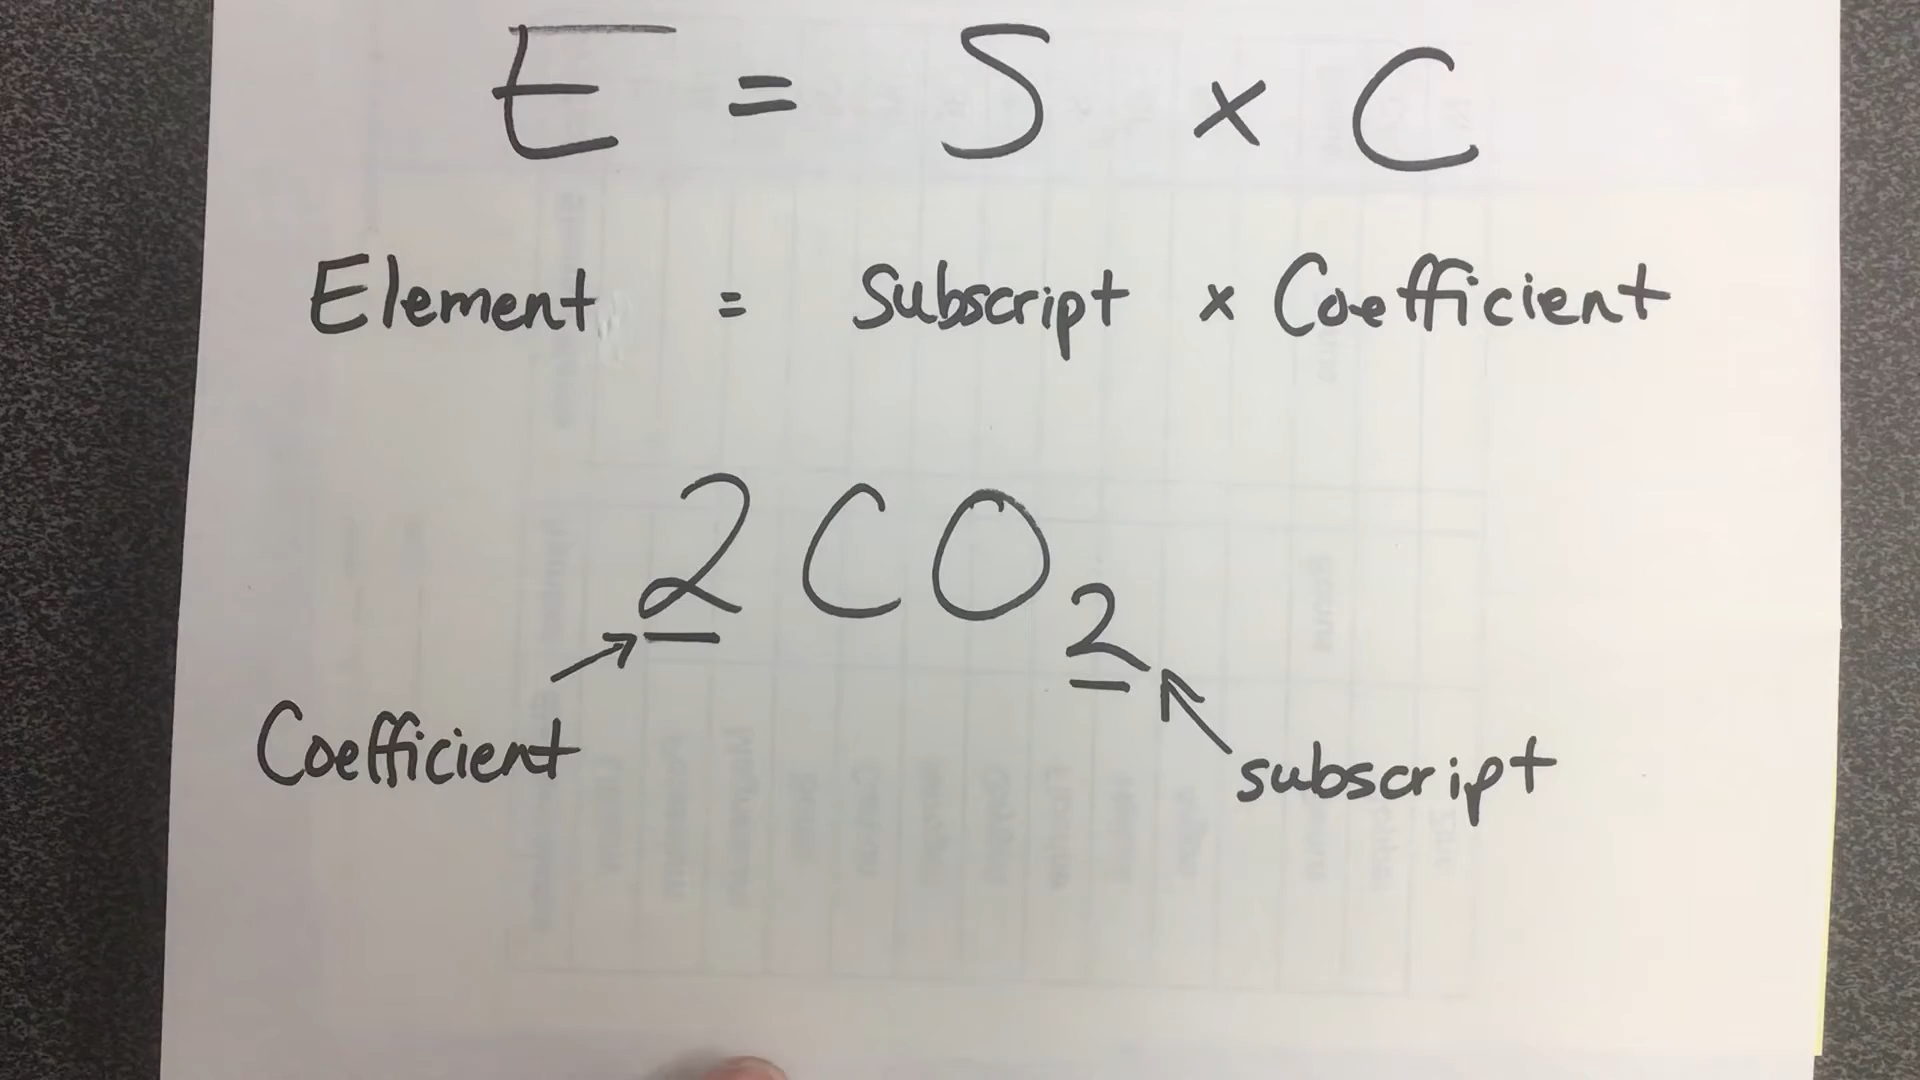 E = S x C
Element = Subscript x Coefficient
2CO₂
Coefficient
subscript